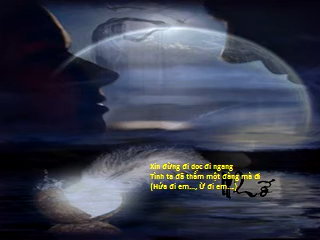 Xin đừng đi dọc đi ngang
Tình ta đã thắm một đàng mà đi
(Hứa đi em..., Ừ đi em....)